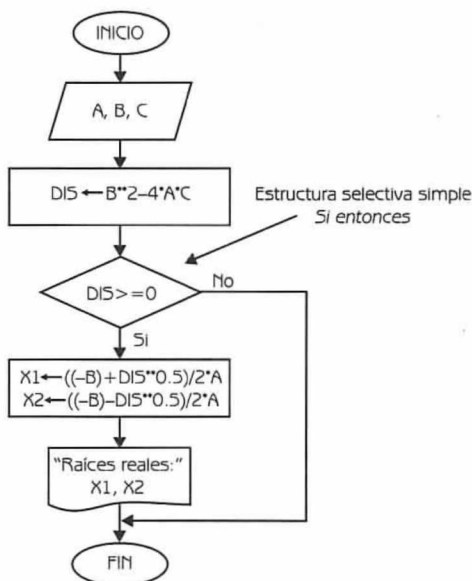 INICIO
A, B, C
DIS ← B**2–4*A*C
Estructura selectiva simple
Si entonces
DIS>=0
No
Si
X1←((–B)+DIS**0.5)/2*A
X2←((–B)–DIS**0.5)/2*A
"Raíces reales:"
X1, X2
FIN